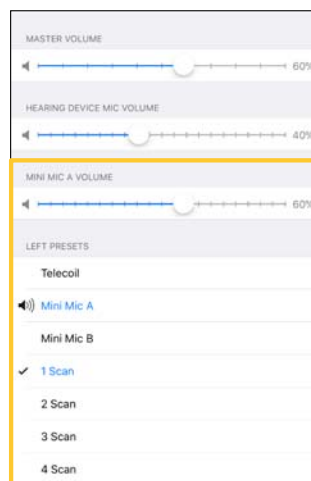 MASTER VOLUME
60%
HEARING DEVICE MIC VOLUME
40%
MINI MIC A VOLUME
60%
LEFT PRESETS
Telecoil
Mini Mic A
Mini Mic B
1 Scan
2 Scan
3 Scan
4 Scan